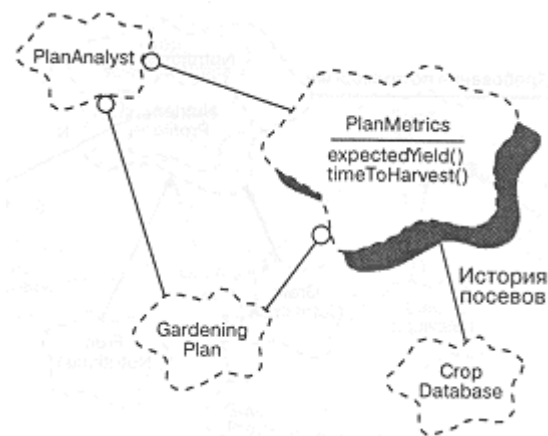 PlanAnalyst
PlanMetrics
expectedYield()
timeToHarvest()
История
посевов
Gardening
Plan
Crop
Database